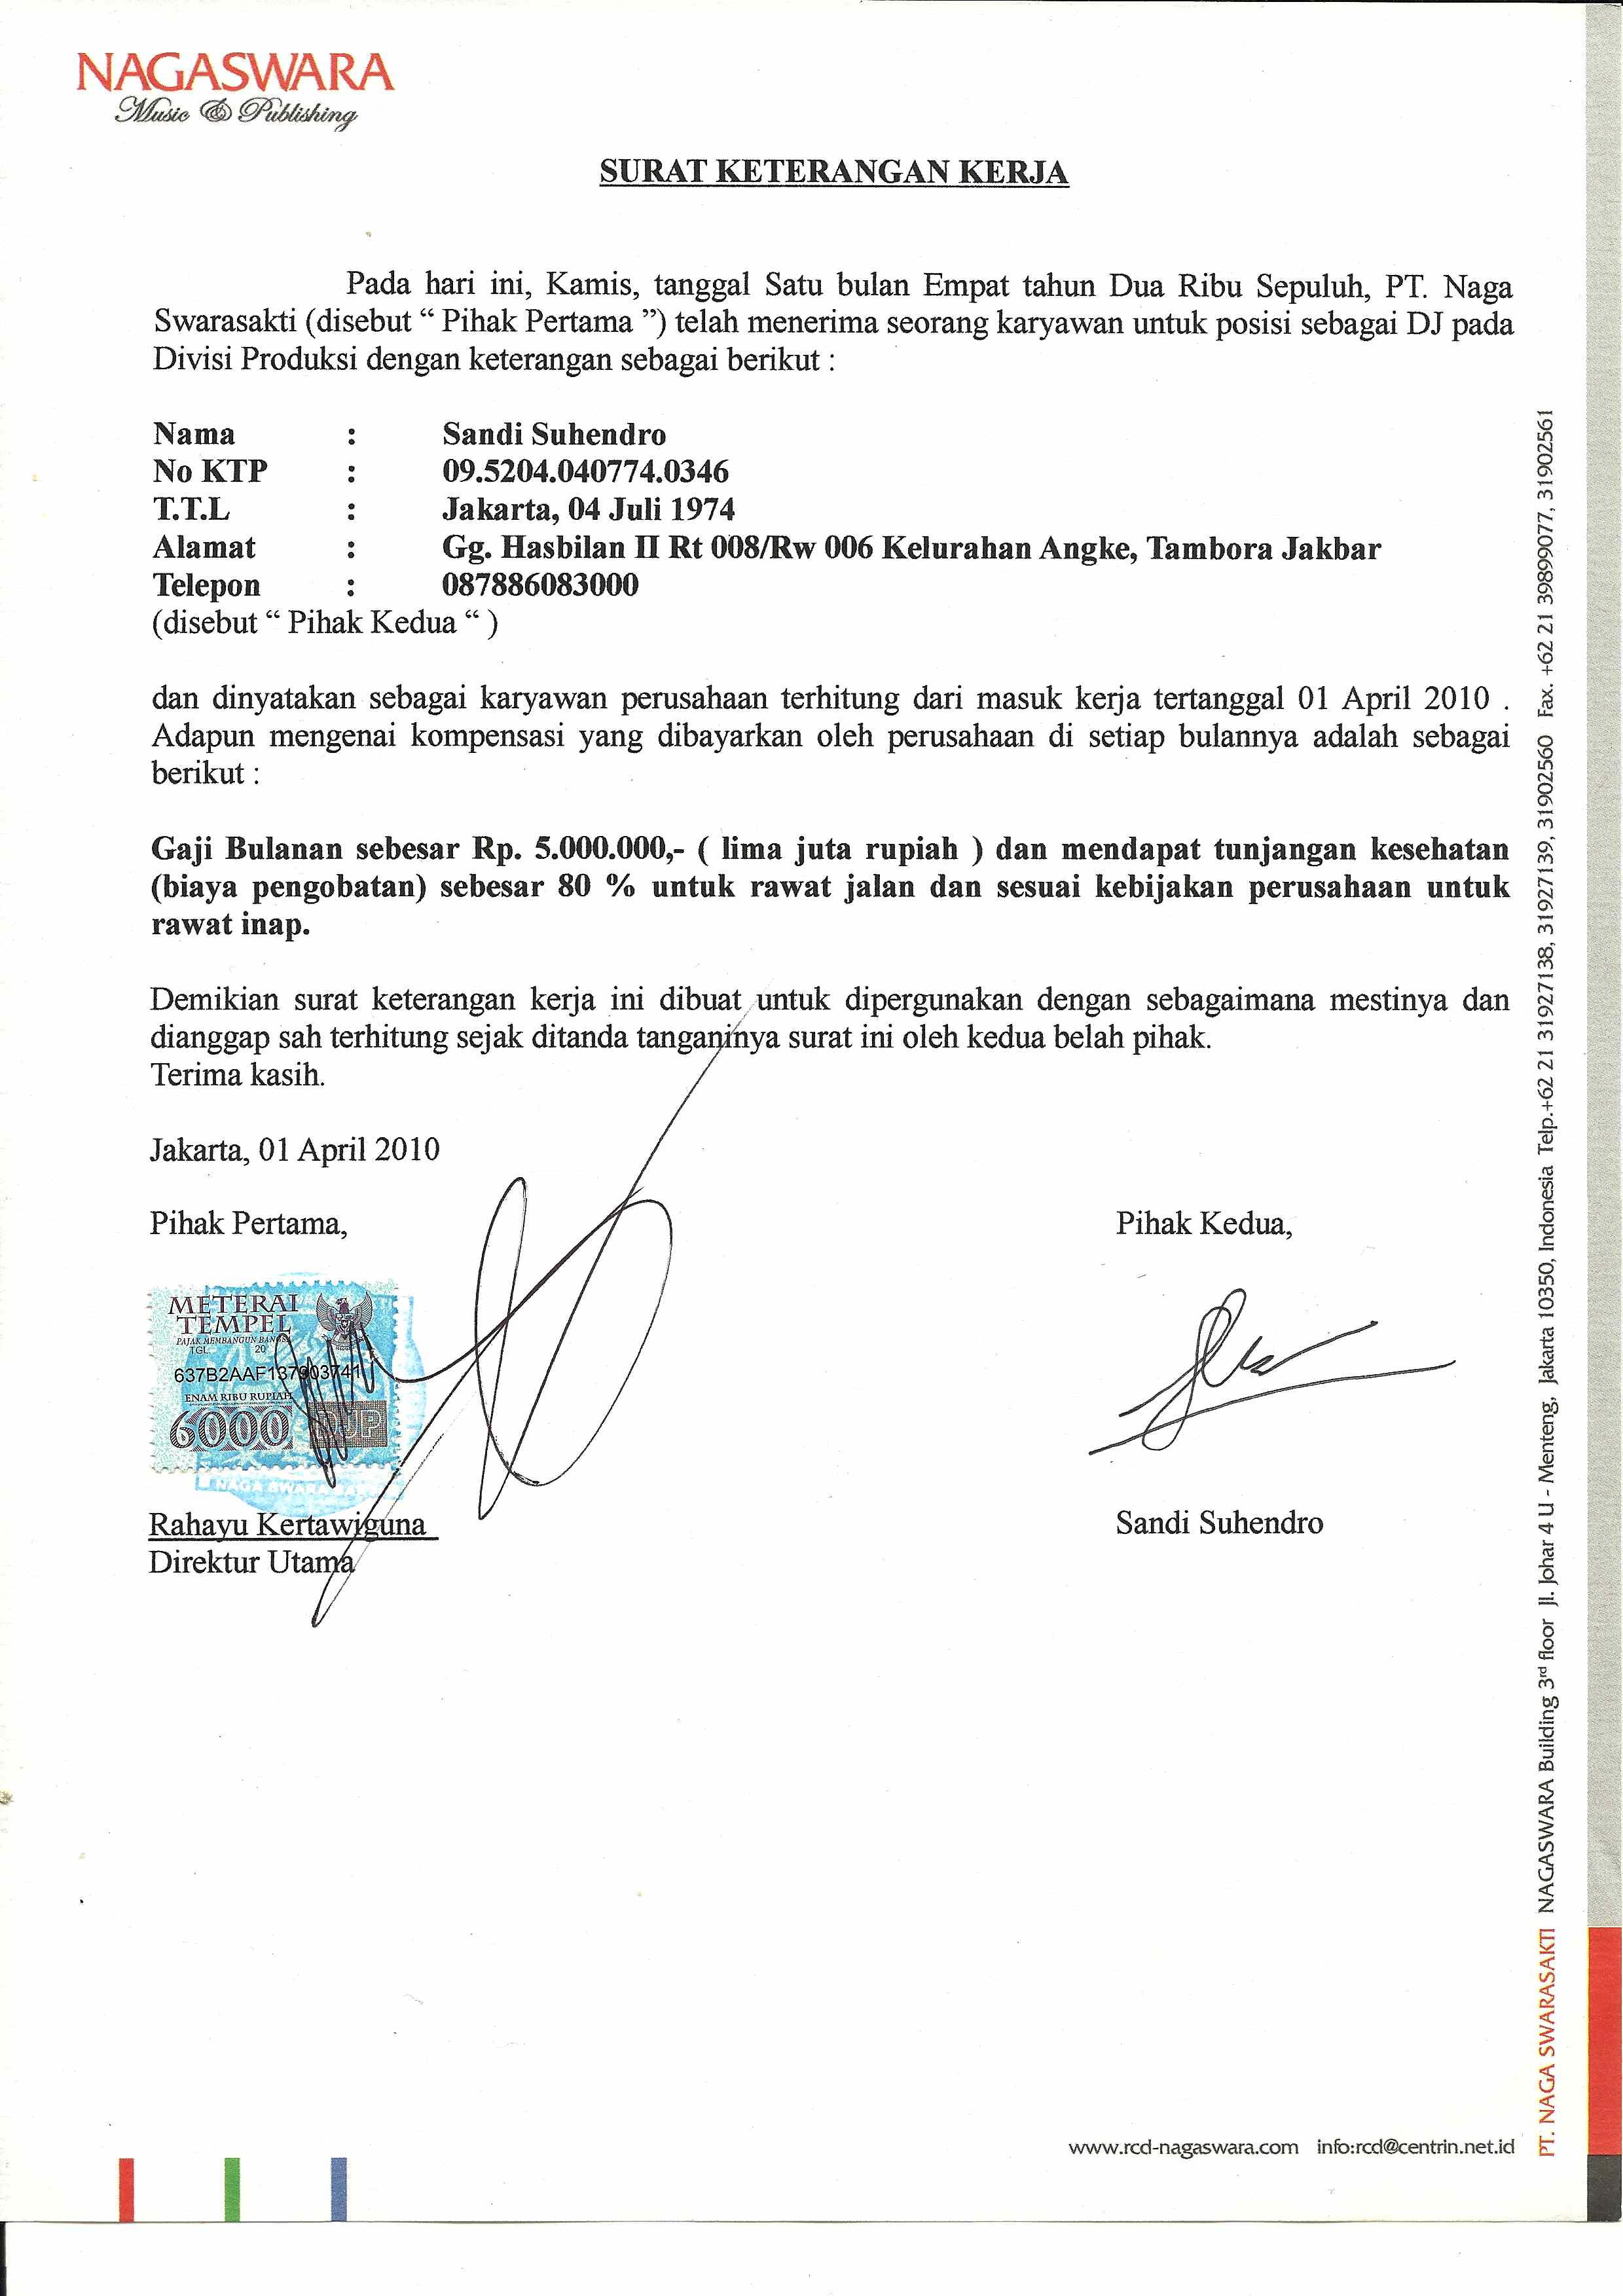 NAGASWARA
Music & Publishing
SURAT KETERANGAN KERJA
Pada hari ini, Kamis, tanggal Satu bulan Empat tahun Dua Ribu Sepuluh, PT. Naga
Swarasakti (disebut “ Pihak Pertama ”) telah menerima seorang karyawan untuk posisi sebagai DJ pada
Divisi Produksi dengan keterangan sebagai berikut :
Nama : Sandi Suhendro
No KTP : 09.5204.040774.0346
T.T.L : Jakarta, 04 Juli 1974
Alamat : Gg. Hasbilan II Rt 008/Rw 006 Kelurahan Angke, Tambora Jakbar
Telepon : 087886083000
(disebut “ Pihak Kedua “ )
dan dinyatakan sebagai karyawan perusahaan terhitung dari masuk kerja tertanggal 01 April 2010 .
Adapun mengenai kompensasi yang dibayarkan oleh perusahaan di setiap bulannya adalah sebagai
berikut :
Gaji Bulanan sebesar Rp. 5.000.000,- ( lima juta rupiah ) dan mendapat tunjangan kesehatan
(biaya pengobatan) sebesar 80 % untuk rawat jalan dan sesuai kebijakan perusahaan untuk
rawat inap.
Demikian surat keterangan kerja ini dibuat untuk dipergunakan dengan sebagaimana mestinya dan
dianggap sah terhitung sejak ditanda tanganinya surat ini oleh kedua belah pihak.
Terima kasih.
Jakarta, 01 April 2010
Pihak Pertama, Pihak Kedua,
METERAI
TEMPEL
PAJAK MEMBANGUN BANGSA
TGL 20
637B2AAF137903741
ENAM RIBU RUPIAH
6000 DJP
NAGA SWARA
Rahayu Kertawiguna Sandi Suhendro
Direktur Utama
www.rcd-nagaswara.com info:rcd@centrin.net.id
PT. NAGA SWARASAKTI NAGASWARA Building 3rd floor Jl. Johar 4 U - Menteng, Jakarta 10350, Indonesia Telp.+62 21 31927138, 31927139, 31902560 Fax. +62 21 39899077, 31902561